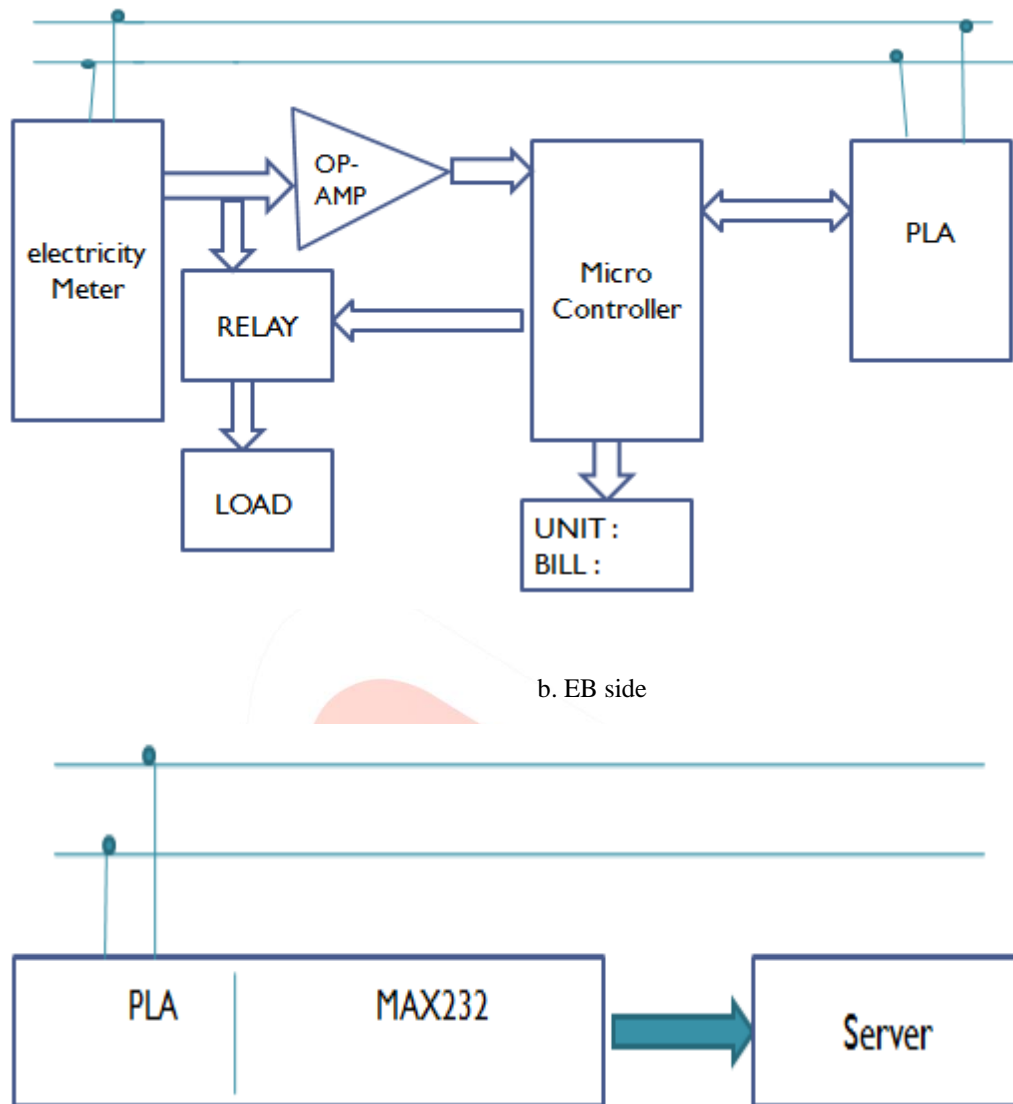 OP-
AMP
electricity
Meter
Micro
Controller
PLA
RELAY
LOAD
UNIT :
BILL :
b. EB side
PLA
MAX232
Server